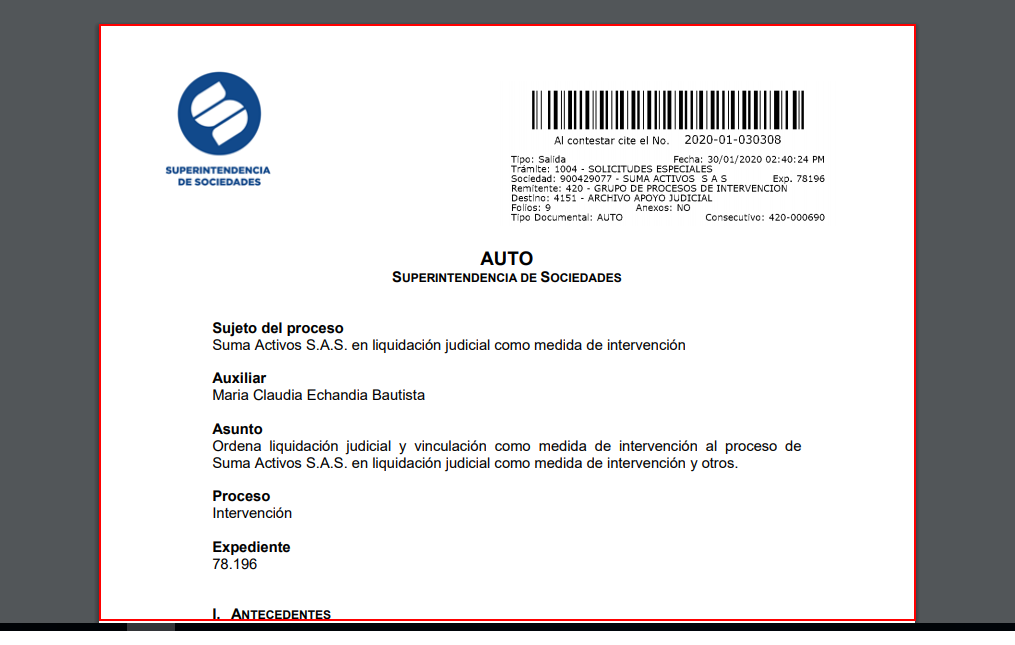 SUPERINTENDENCIA
DE SOCIEDADES
Al contestar cite el No. 2020-01-030308
Tipo: Salida Fecha: 30/01/2020 02:40:24 PM
Trámite: 1004 - SOLICITUDES ESPECIALES
Sociedad: 900429077 - SUMA ACTIVOS S A S Exp. 78196
Remitente: 420 - GRUPO DE PROCESOS DE INTERVENCION
Destino: 4151 - ARCHIVO APOYO JUDICIAL
Folios: 9 Anexos: NO
Tipo Documental: AUTO Consecutivo: 420-000690
AUTO
SUPERINTENDENCIA DE SOCIEDADES
Sujeto del proceso
Suma Activos S.A.S. en liquidación judicial como medida de intervención
Auxiliar
Maria Claudia Echandia Bautista
Asunto
Ordena liquidación judicial y vinculación como medida de intervención al proceso de
Suma Activos S.A.S. en liquidación judicial como medida de intervención y otros.
Proceso
Intervención
Expediente
78.196
I. ANTECEDENTES